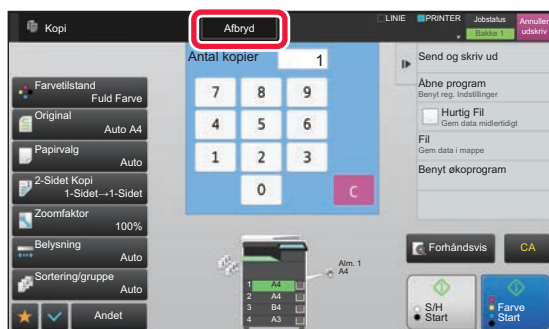 Kopi
Afbryd
LINIE
PRINTER
Jobstatus
Bakke 1
Annuller
udskriv
Antal kopier
1
Farvetilstand
Fuld Farve
Original
Auto A4
Papirvalg
Auto
2-Sidet Kopi
1-Sidet→1-Sidet
Zoomfaktor
100%
Belysning
Auto
Sortering/gruppe
Auto
Andet
7 8 9
4 5 6
1 2 3
0 C
Alm. 1
A4
1 A4
2 A4
3 B4
4 A3
Send og skriv ud
Åbne program
Benyt reg. Indstillinger
Hurtig Fil
Gem data midlertidigt
Fil
Gem data i mappe
Benyt økoprogram
Forhåndsvis
CA
S/H
Start
Farve
Start